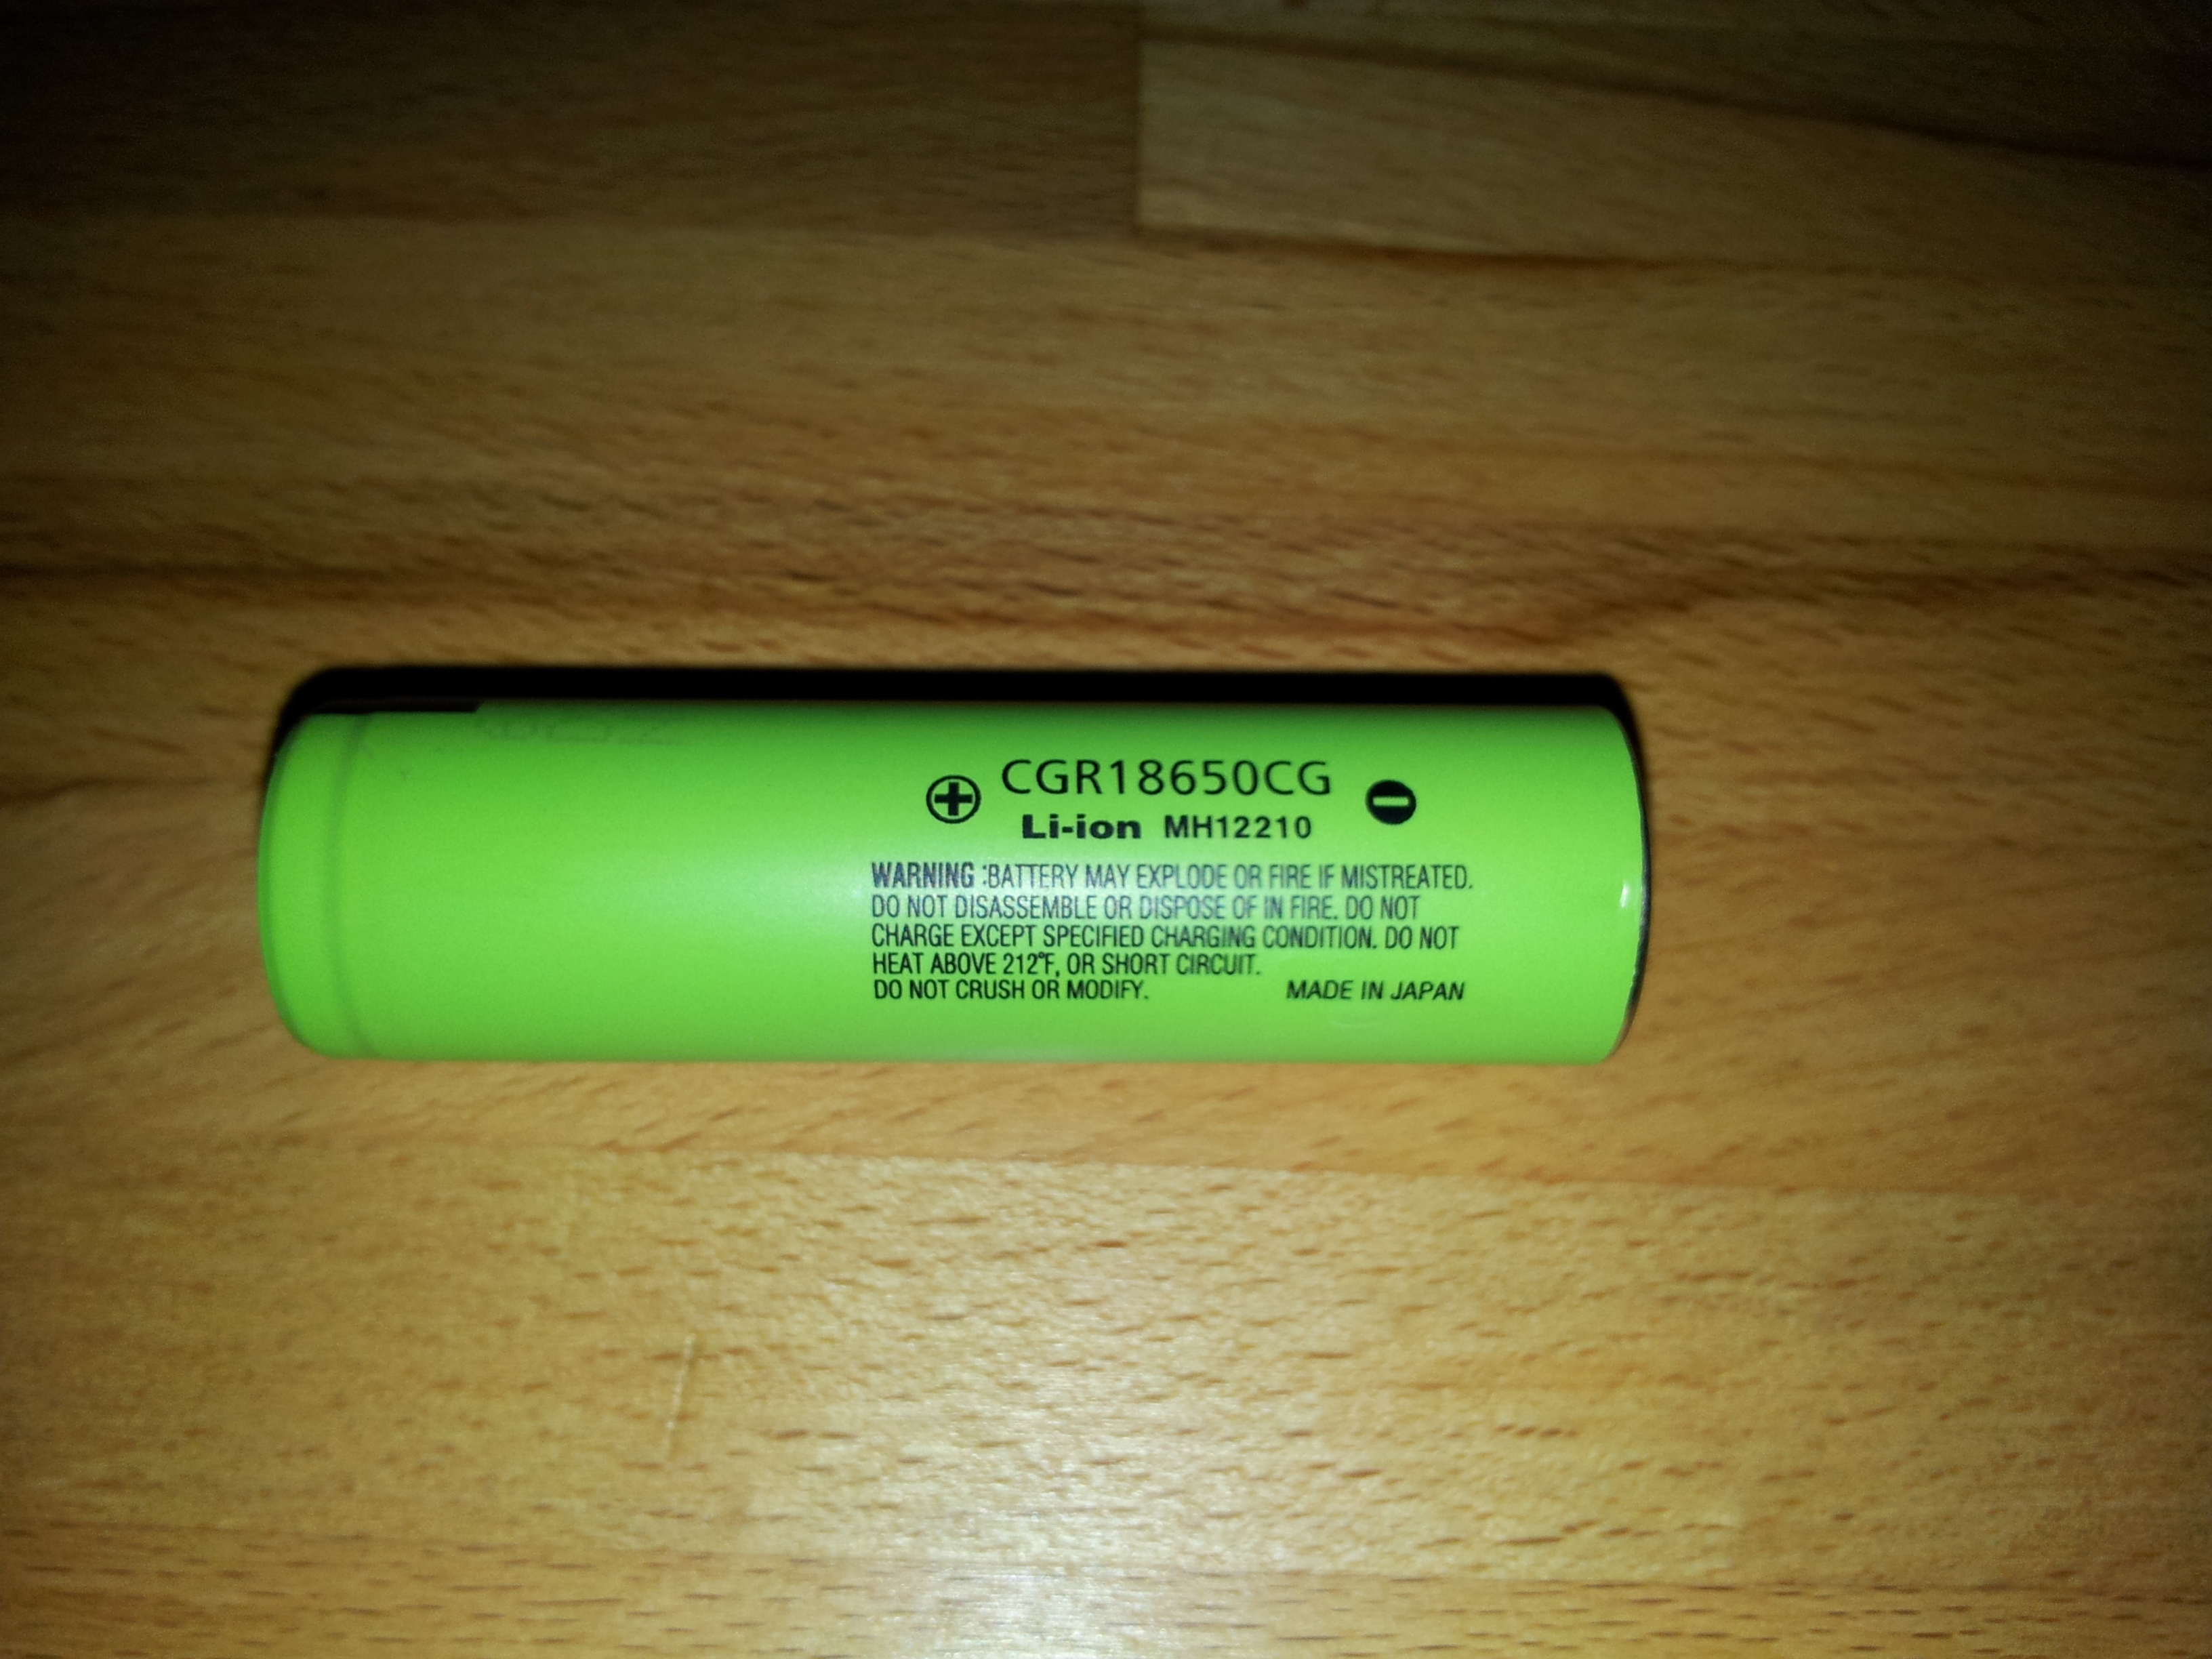 CGR18650CG
Li-ion MH12210
WARNING :BATTERY MAY EXPLODE OR FIRE IF MISTREATED.
DO NOT DISASSEMBLE OR DISPOSE OF IN FIRE. DO NOT
CHARGE EXCEPT SPECIFIED CHARGING CONDITION. DO NOT
HEAT ABOVE 212°F, OR SHORT CIRCUIT.
DO NOT CRUSH OR MODIFY. MADE IN JAPAN